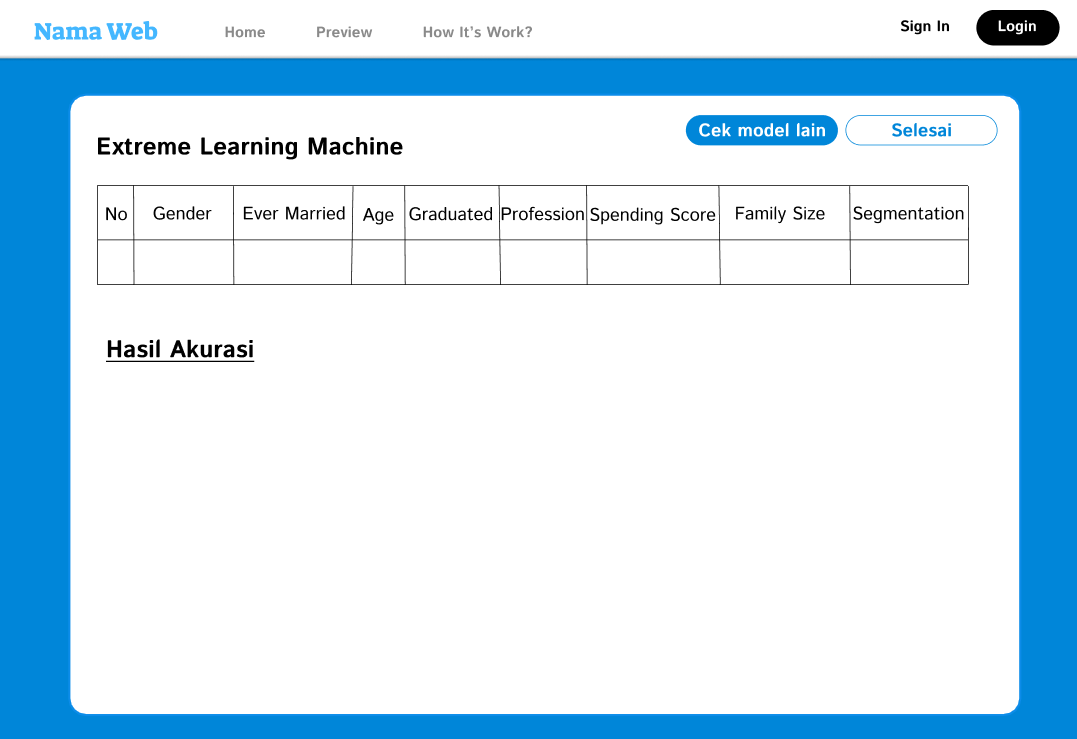 Nama Web Home Preview How It's Work? Sign In Login
Cek model lain Selesai
Extreme Learning Machine
No Gender Ever Married Age Graduated Profession Spending Score Family Size Segmentation
Hasil Akurasi